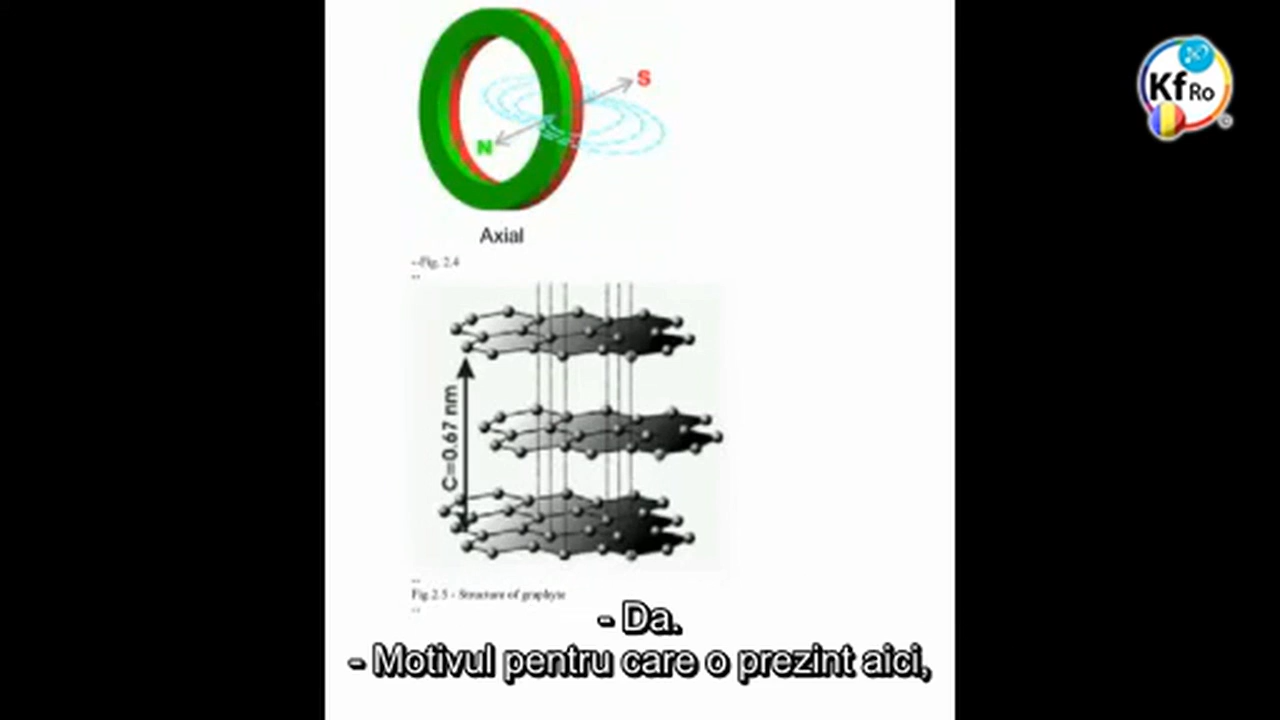 S
N
Axial
--Fig. 2.4
--
C=0.67 nm
--
Fig.2.5 - Structure of graphyte
--
Kf Ro
©
- Da.
- Motivul pentru care o prezint aici,